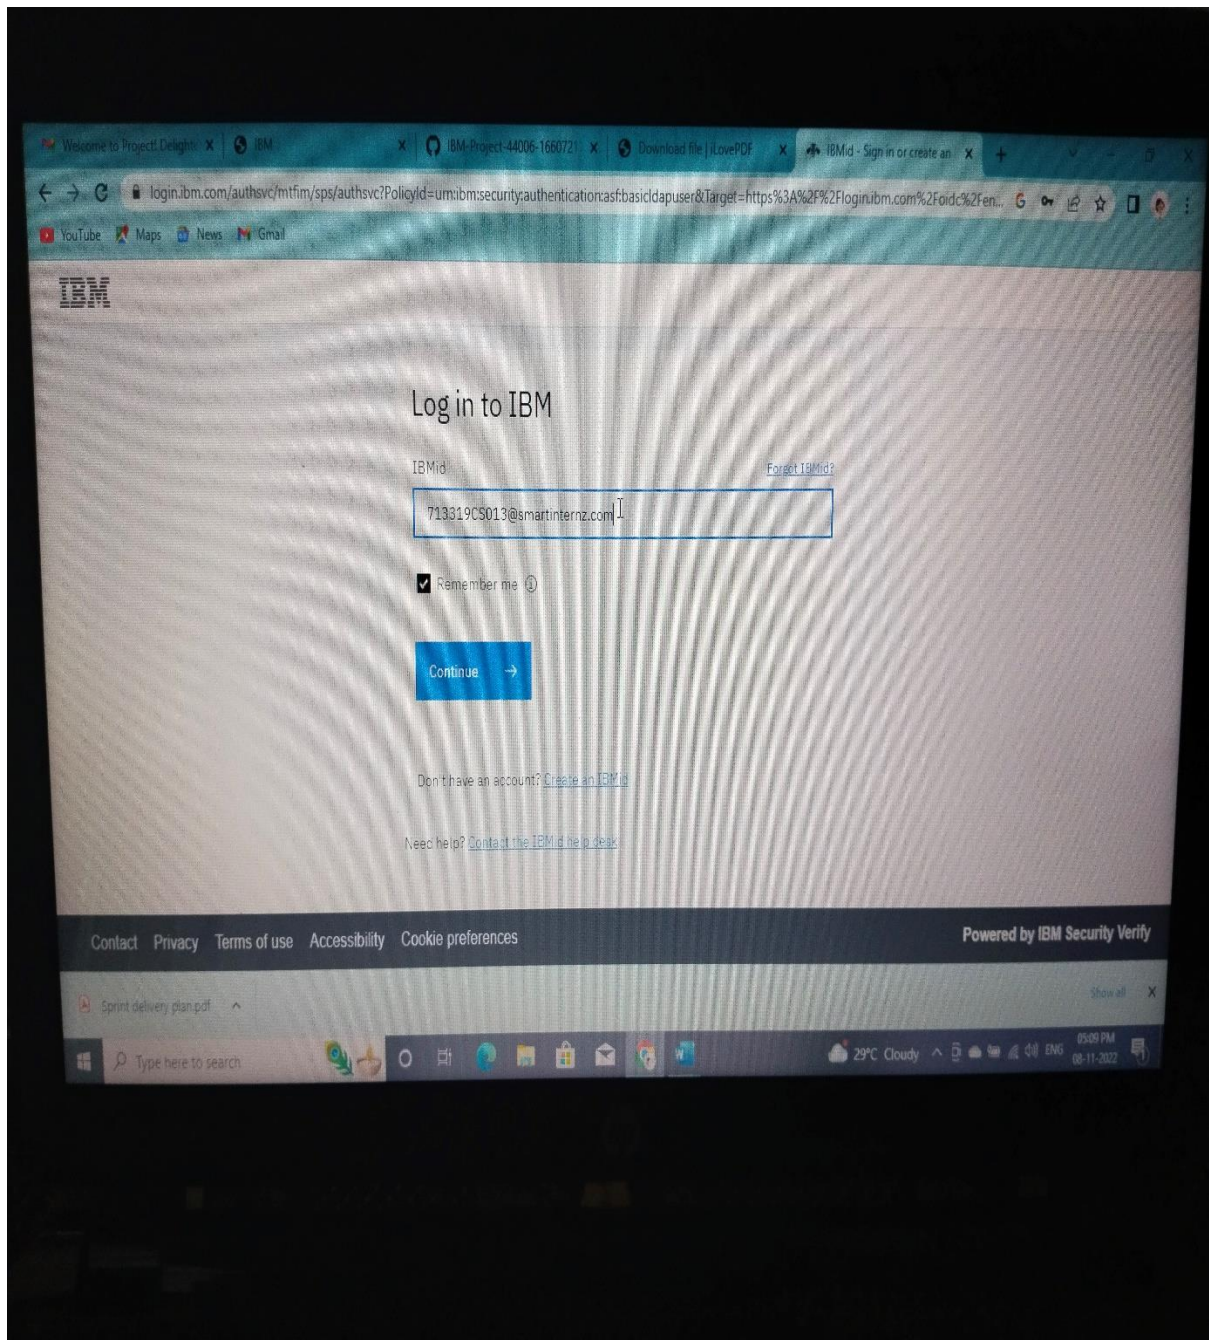 Welcome to Project! Delight
IBM
IBM-Project-44006-1660721
Download file | iLovePDF
IBMid - Sign in or create an
login.ibm.com/authsvc/mtfim/sps/authsvc?PolicyId=urn:ibm:security:authentication:asf:basicldapuser&Target=https%3A%2F%2Flogin.ibm.com%2Foidc%2Fen...
YouTube Maps News Gmail
IBM
Log in to IBM
IBMid Forgot IBMid?
713319CS013@smartinternz.com
Remember me
Continue
Don't have an account? Create an IBMid
Need help? Contact the IBMid help desk
Contact Privacy Terms of use Accessibility Cookie preferences Powered by IBM Security Verify
Sprint delivery plan.pdf Show all X
Type here to search 29°C Cloudy ENG 05:09 PM
08-11-2022